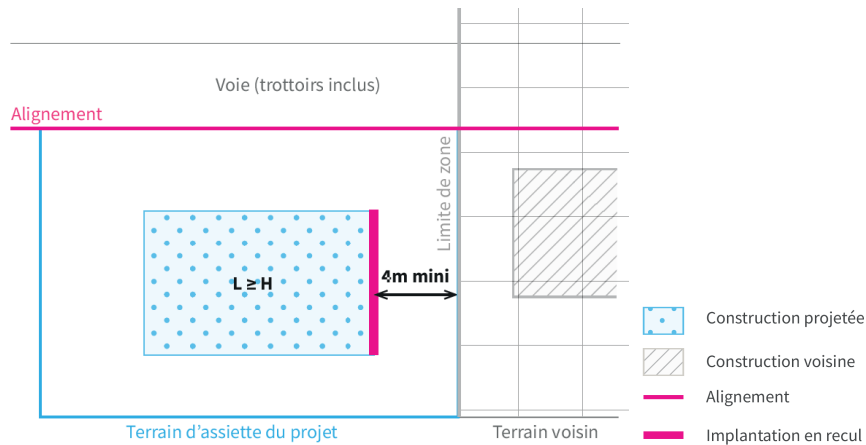 Voie (trottoirs inclus)
Alignement
Limite de zone
4m mini
L ≥ H
Construction projetée
Construction voisine
Alignement
Implantation en recul
Terrain d’assiette du projet
Terrain voisin